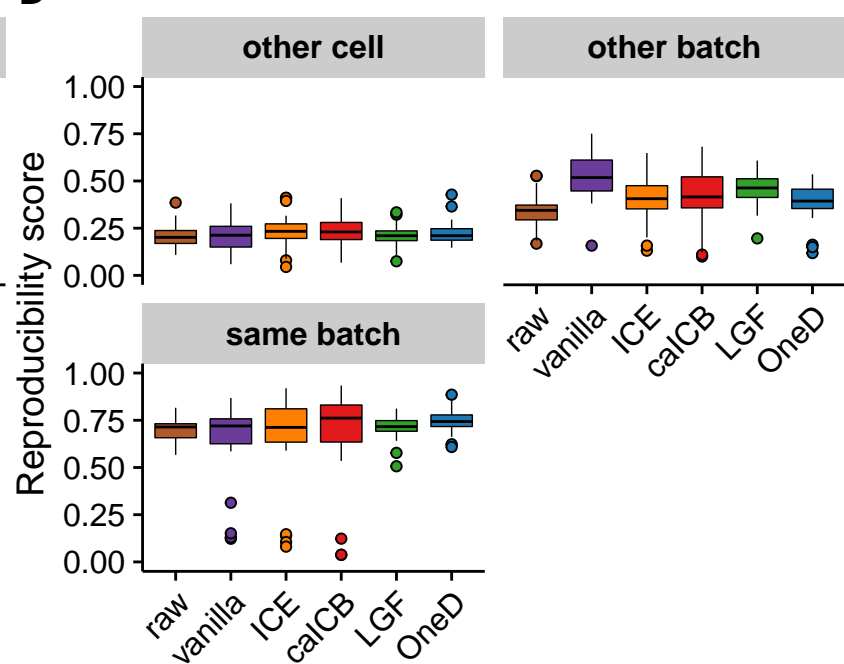 other cell
other batch
1.00
0.75
0.50
0.25
0.00
Reproducibility score
raw
vanilla
ICE
calCB
LGF
OneD
same batch
1.00
0.75
0.50
0.25
0.00
raw
vanilla
ICE
calCB
LGF
OneD